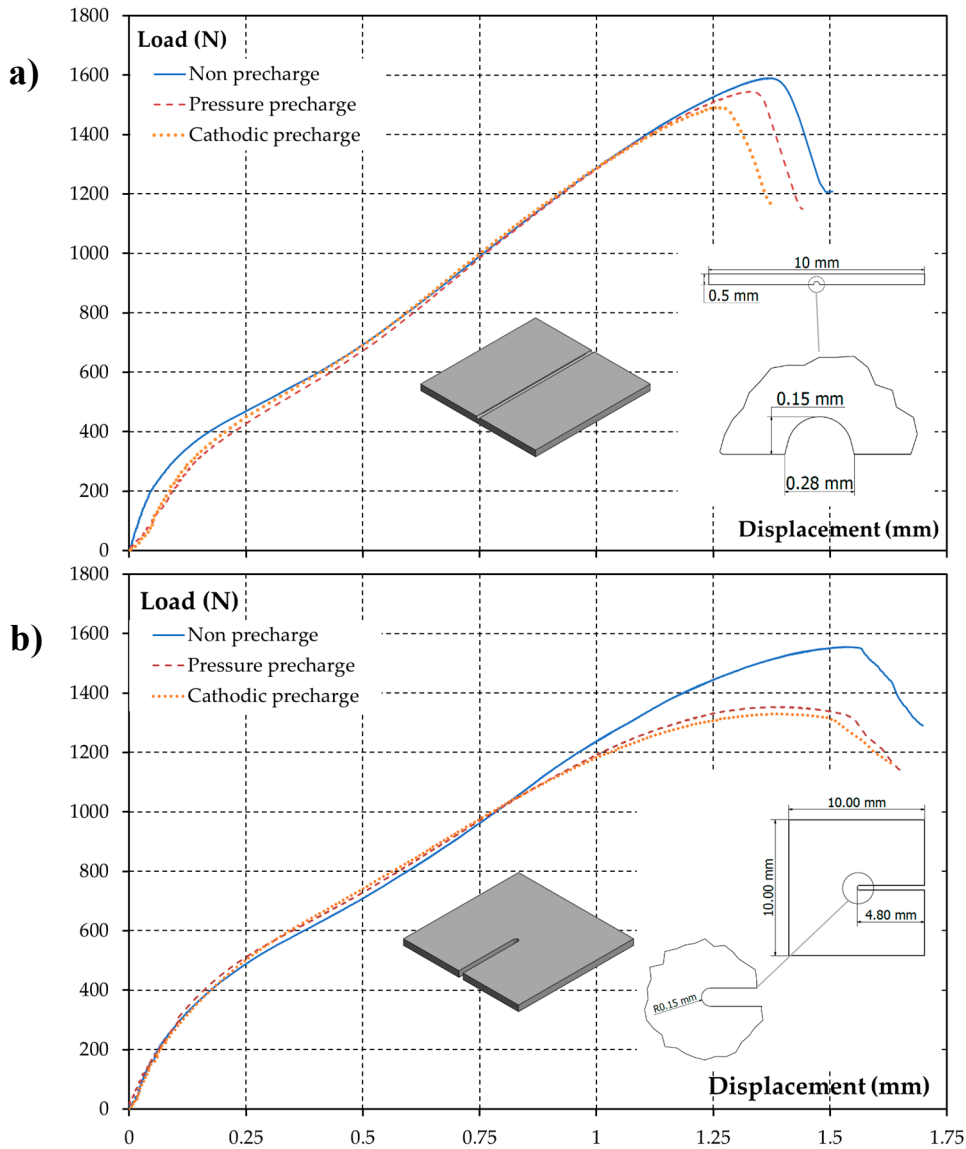 a)
Load (N)
Non precharge
Pressure precharge
Cathodic precharge
1800
1600
1400
1200
1000
800
600
400
200
0
10 mm
0.5 mm
0.15 mm
0.28 mm
Displacement (mm)
b)
Load (N)
Non precharge
Pressure precharge
Cathodic precharge
1800
1600
1400
1200
1000
800
600
400
200
0
10.00 mm
10.00 mm
4.80 mm
R0.15 mm
Displacement (mm)
0 0.25 0.5 0.75 1 1.25 1.5 1.75